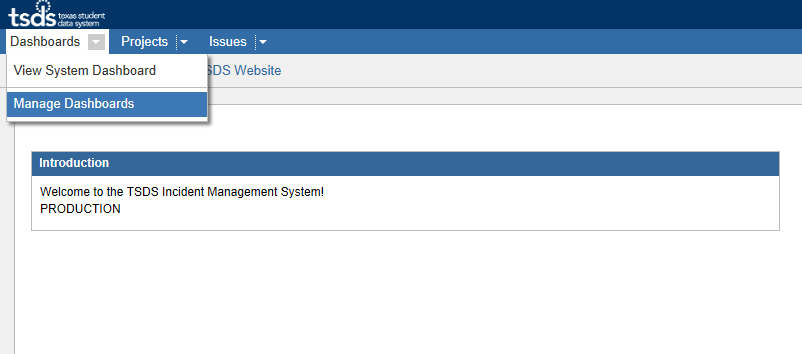 tsds texas student
data system
Dashboards Projects Issues
View System Dashboard
SDS Website
Manage Dashboards
Introduction
Welcome to the TSDS Incident Management System!
PRODUCTION